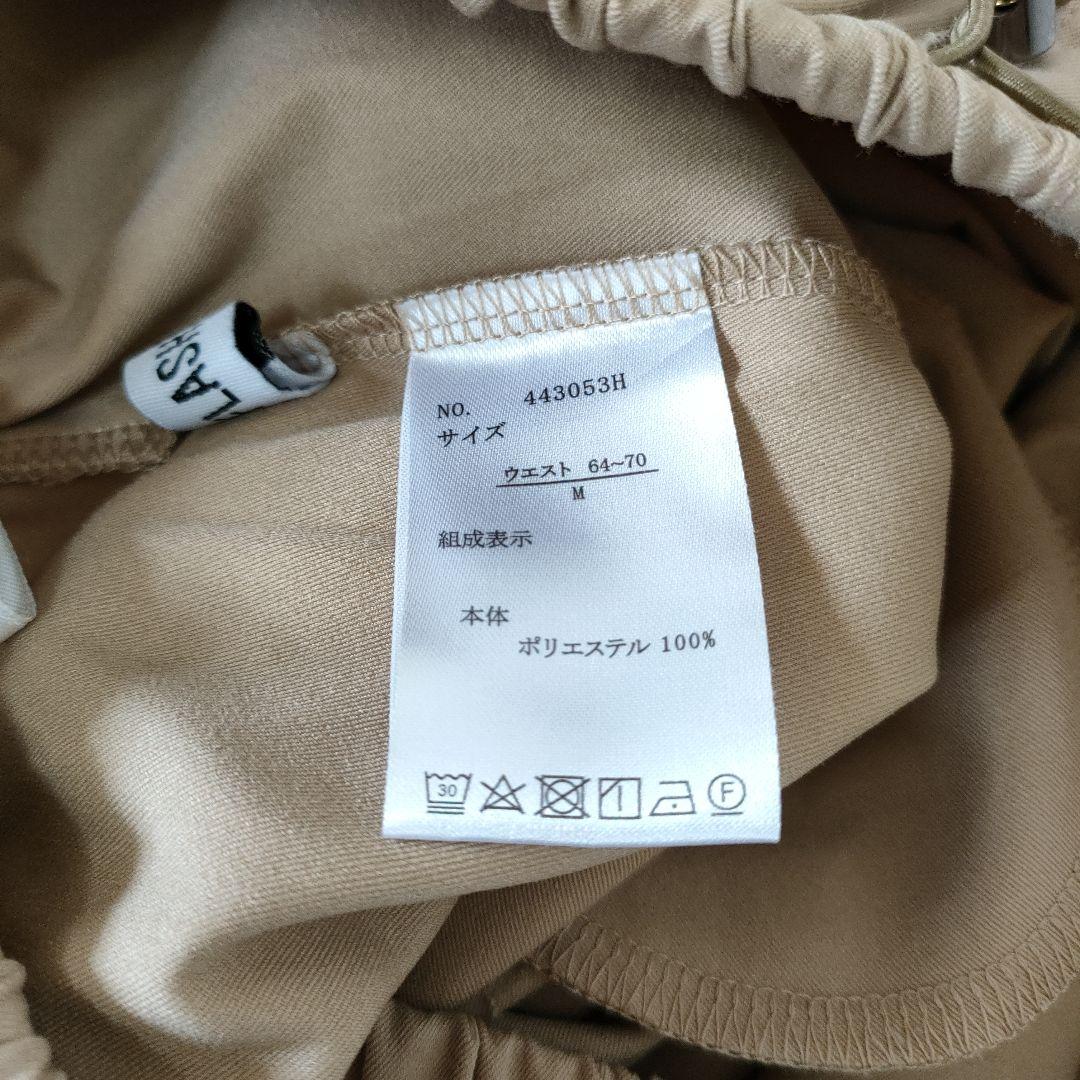 NO. 443053H
サイズ
ウエスト 64~70
M
組成表示
本体
ポリエステル 100%
30 F